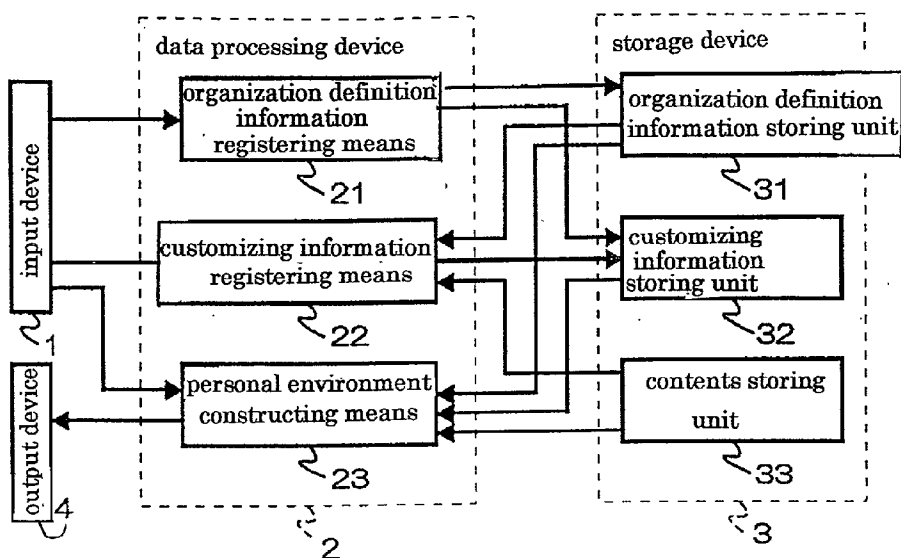 data processing device
storage device
input device
1
output device
4
organization definition
information
registering means
21
customizing information
registering means
22
personal environment
constructing means
23
2
organization definition
information storing unit
31
customizing
information
storing unit
32
contents storing
unit
33
3